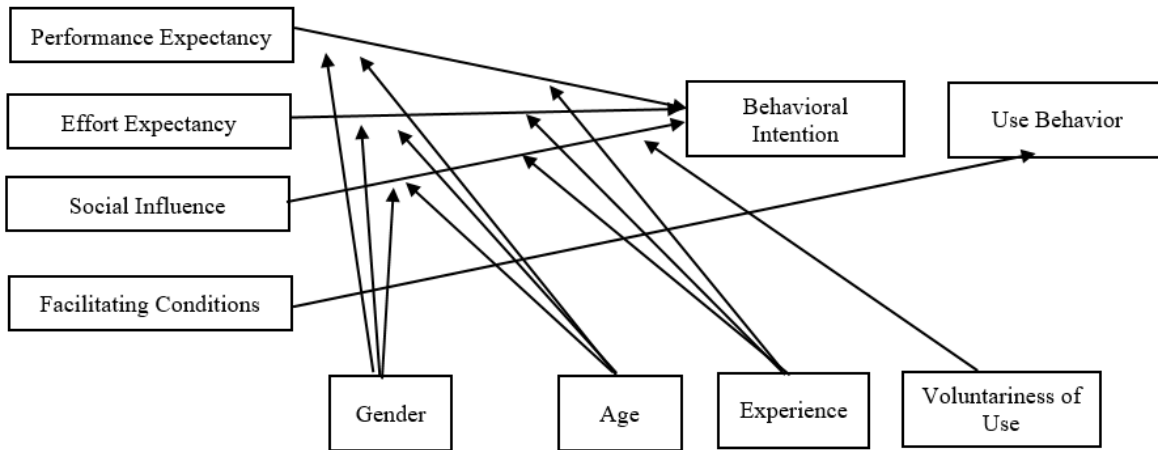 Performance Expectancy
Effort Expectancy
Behavioral
Intention
Use Behavior
Social Influence
Facilitating Conditions
Gender
Age
Experience
Voluntariness of
Use